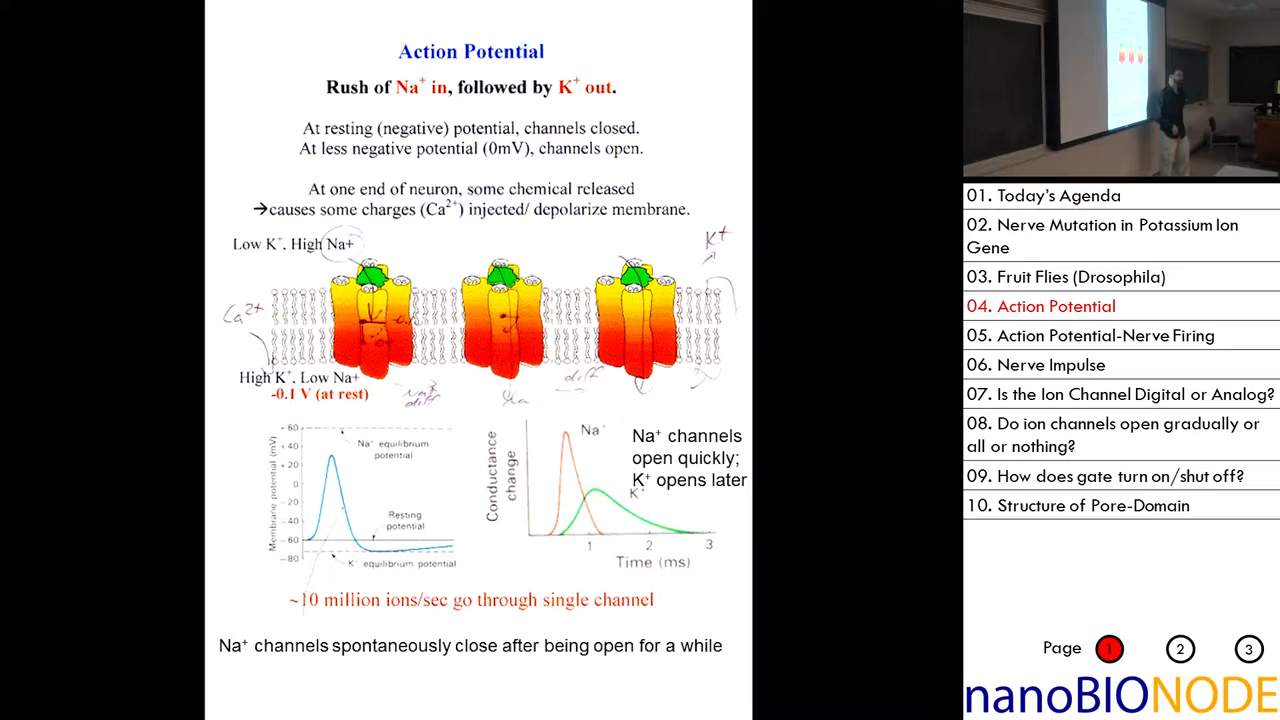 Action Potential
Rush of Na+ in, followed by K+ out.
At resting (negative) potential, channels closed.
At less negative potential (0mV), channels open.
At one end of neuron, some chemical released
→causes some charges (Ca2+) injected/ depolarize membrane.
Low K+, High Na+
K+
Ca2+
High K+, Low Na+
-0.1 V (at rest)
Na+
diff
diff
Membrane potential (mV)
+60
+40
+20
0
-20
-40
-60
-80
Na+ equilibrium
potential
Resting
potential
K+ equilibrium potential
Conductance
change
Na+
K+
1
2
3
Time (ms)
Na+ channels
open quickly;
K+ opens later
~10 million ions/sec go through single channel
Na+ channels spontaneously close after being open for a while
01. Today's Agenda
02. Nerve Mutation in Potassium Ion
Gene
03. Fruit Flies (Drosophila)
04. Action Potential
05. Action Potential-Nerve Firing
06. Nerve Impulse
07. Is the Ion Channel Digital or Analog?
08. Do ion channels open gradually or
all or nothing?
09. How does gate turn on/shut off?
10. Structure of Pore-Domain
Page 1 2 3
nanoBIONODE